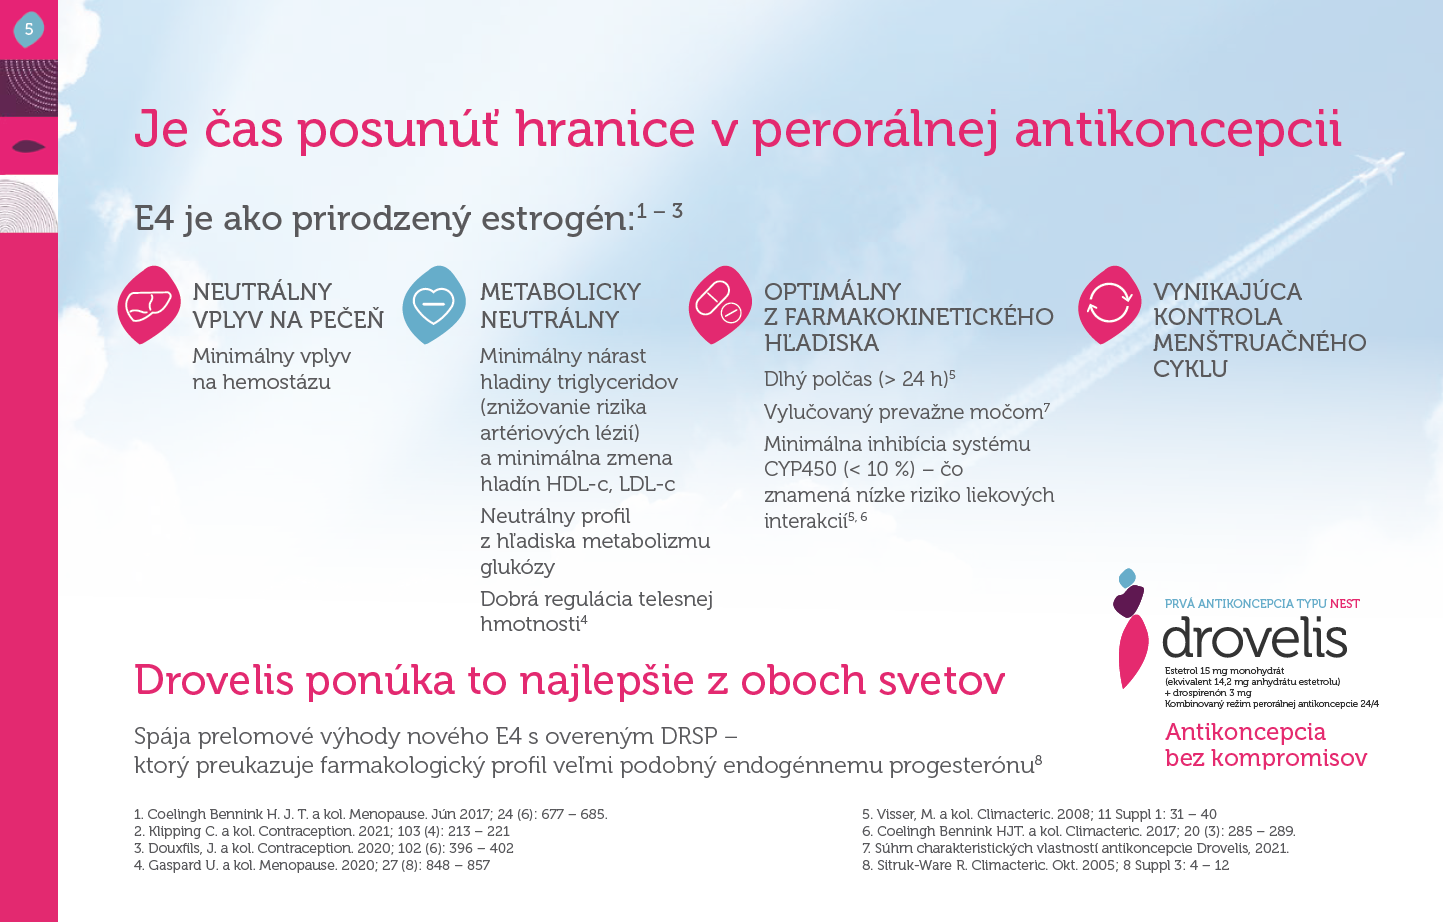 5
Je čas posunúť hranice v perorálnej antikoncepcii
E4 je ako prirodzený estrogén:1 – 3
NEUTRÁLNY
VPLYV NA PEČEŇ
Minimálny vplyv
na hemostázu
METABOLICKY
NEUTRÁLNY
Minimálny nárast
hladiny triglyceridov
(znižovanie rizika
artériových lézií)
a minimálna zmena
hladín HDL-c, LDL-c
Neutrálny profil
z hľadiska metabolizmu
glukózy
Dobrá regulácia telesnej
hmotnosti4
OPTIMÁLNY
Z FARMAKOKINETICKÉHO
HĽADISKA
Dlhý polčas (> 24 h)5
Vylučovaný prevažne močom7
Minimálna inhibícia systému
CYP450 (< 10 %) – čo
znamená nízke riziko liekových
interakcií5, 6
VYNIKAJÚCA
KONTROLA
MENŠTRUAČNÉHO
CYKLU
PRVÁ ANTIKONCEPCIA TYPU NEST
drovelis
Estetrol 15 mg monohydrát
(ekvivalent 14,2 mg anhydrátu estetrolu)
+ drospirenón 3 mg
Kombinovaný režim perorálnej antikoncepcie 24/4
Antikoncepcia
bez kompromisov
Drovelis ponúka to najlepšie z oboch svetov
Spája prelomové výhody nového E4 s overeným DRSP –
ktorý preukazuje farmakologický profil veľmi podobný endogénnemu progesterónu8
1. Coelingh Bennink H. J. T. a kol. Menopause. Jún 2017; 24 (6): 677 – 685.
2. Klipping C. a kol. Contraception. 2021; 103 (4): 213 – 221
3. Douxfils, J. a kol. Contraception. 2020; 102 (6): 396 – 402
4. Gaspard U. a kol. Menopause. 2020; 27 (8): 848 – 857
5. Visser, M. a kol. Climacteric. 2008; 11 Suppl 1: 31 – 40
6. Coelingh Bennink HJT. a kol. Climacteric. 2017; 20 (3): 285 – 289.
7. Súhrn charakteristických vlastností antikoncepcie Drovelis, 2021.
8. Sitruk-Ware R. Climacteric. Okt. 2005; 8 Suppl 3: 4 – 12